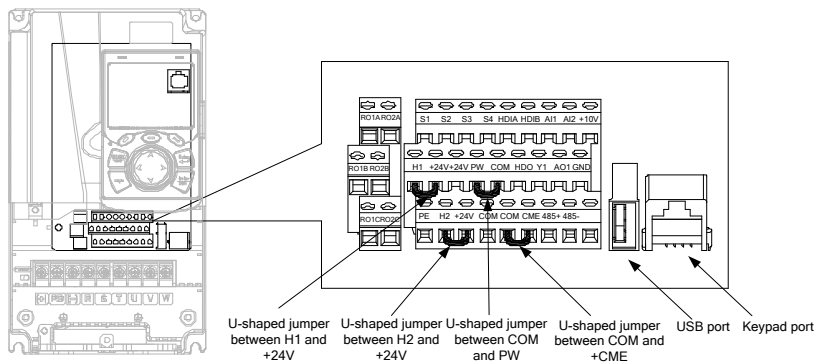 RO1A RO2A
S1 S2 S3 S4 HDIA HDIB AI1 AI2 +10V
RO1B RO2B
H1 +24V +24V PW COM HDO Y1 AO1 GND
RO1C RO2C
PE H2 +24V COM COM CME 485+ 485-
(+) PB (-) R S T U V W
U-shaped jumper
between H1 and
+24V
U-shaped jumper
between H2 and
+24V
U-shaped jumper
between COM
and PW
U-shaped jumper
between COM and
+CME
USB port
Keypad port